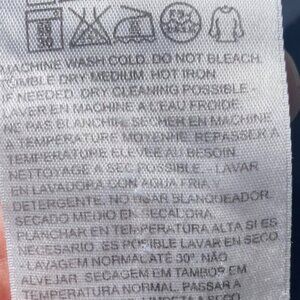 MACHINE WASH COLD. DO NOT BLEACH.
TUMBLE DRY MEDIUM. HOT IRON
IF NEEDED. DRY CLEANING POSSIBLE -
LAVER EN MACHINE A L'EAU FROIDE
NE PAS BLANCHIR. SECHER EN MACHINE
A TEMPERATURE MOYENNE. REPASSER A
TEMPERATURE ELEVEE AU BESOIN
NETTOYAGE A SEC POSSIBLE. - LAVAR
EN LAVADORA CON AGUA FRIA
DETERGENTE, NO USAR BLANQUEADOR.
SECADO MEDIO EN SECADORA.
PLANCHAR EN TEMPERATURA ALTA SI ES
NECESARIO. ES POSIBLE LAVAR EN SECO
- LAVAGEM NORMAL ATÉ 30º. NÃO
ALVEJAR. SECAGEM EM TAMBOR EM
TEMPERATURA NORMAL. PASSAR A